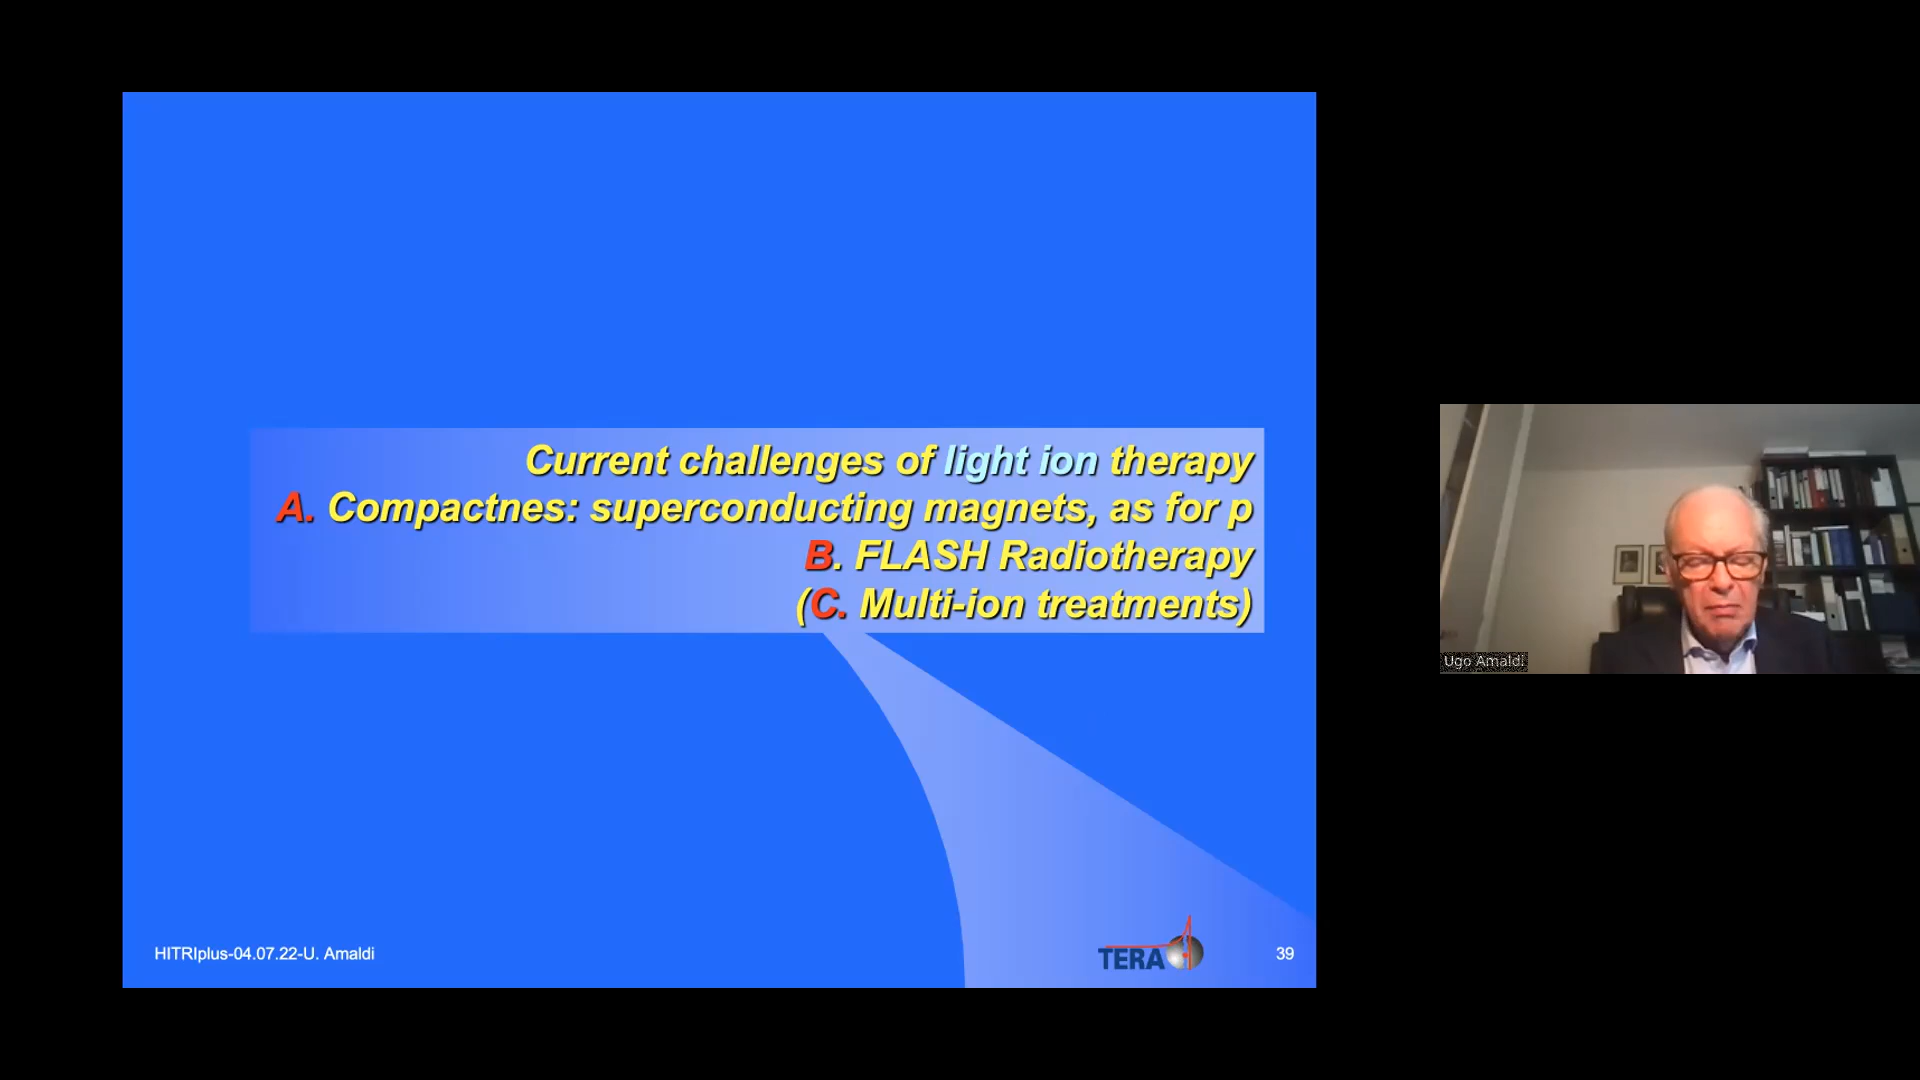 Current challenges of light ion therapy
A. Compactnes: superconducting magnets, as for p
B. FLASH Radiotherapy
(C. Multi-ion treatments)
HITRIplus-04.07.22-U. Amaldi
TERA
39
Ugo Amaldi